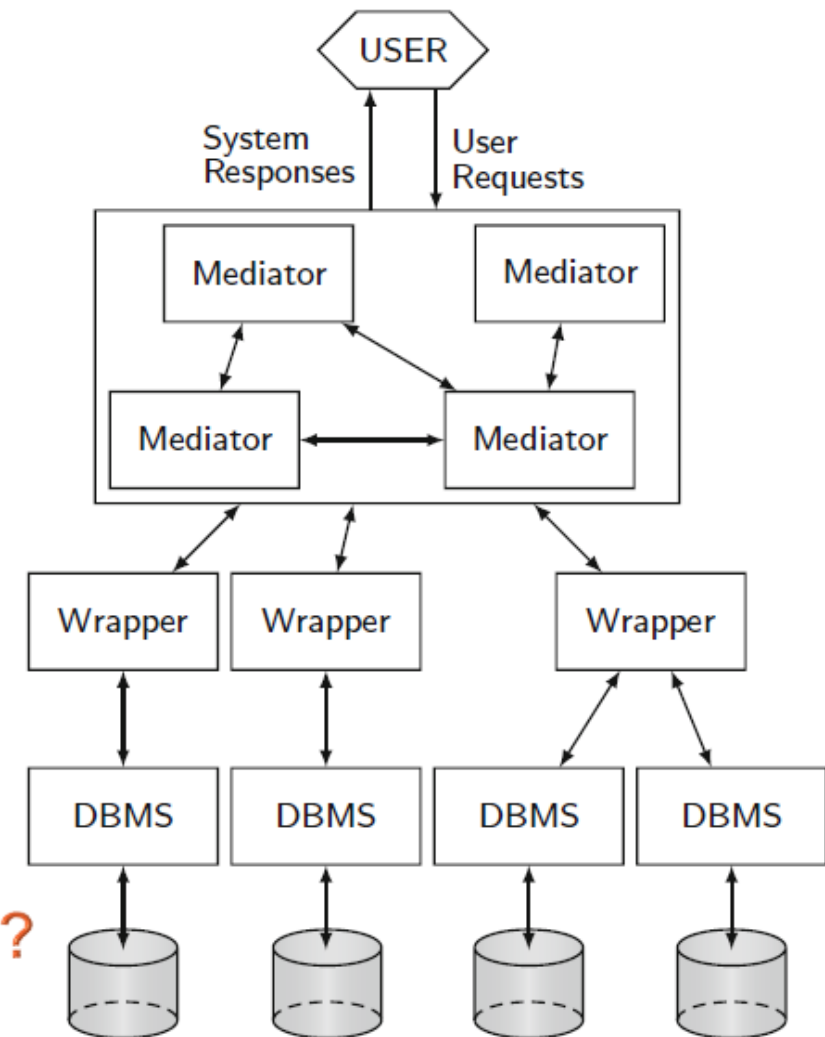 USER
System
Responses
User
Requests
Mediator
Mediator
Mediator
Mediator
Wrapper
Wrapper
Wrapper
DBMS
DBMS
DBMS
DBMS
?